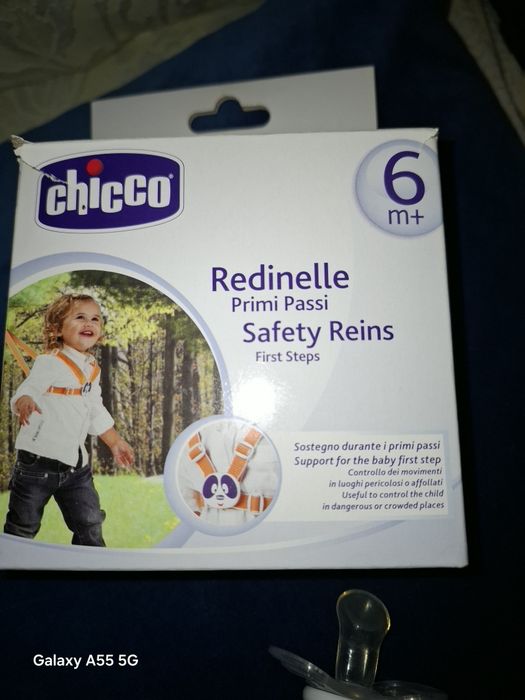 chicco
6
m+
Redinelle
Primi Passi
Safety Reins
First Steps
Sostegno durante i primi passi
Support for the baby first step
Controllo dei movimenti
in luoghi pericolosi o affollati
Useful to control the child
in dangerous or crowded places
Galaxy A55 5G